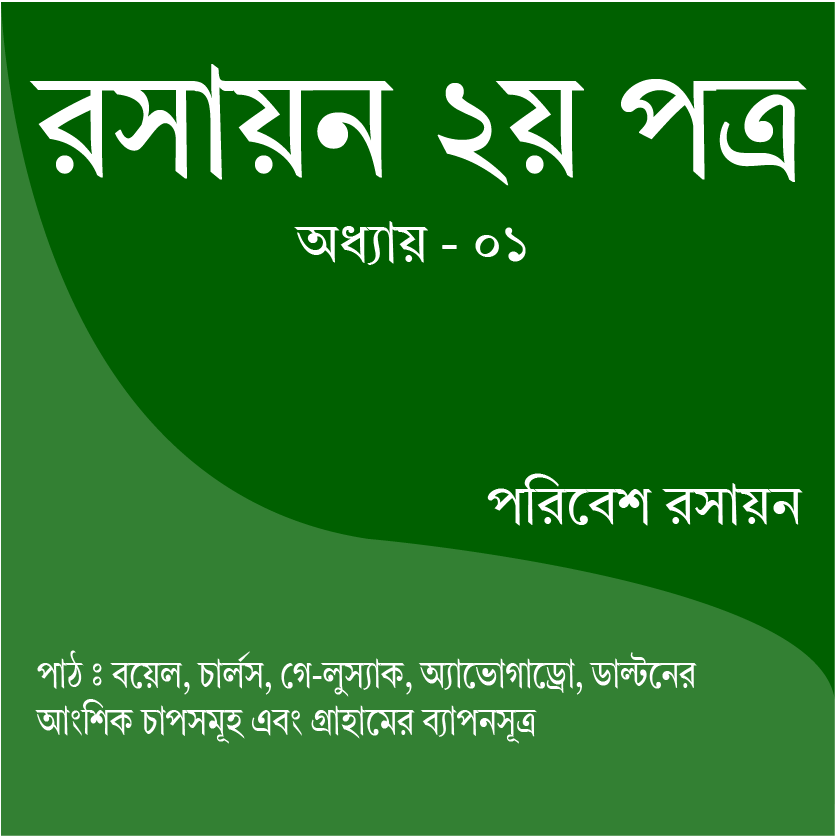 রসায়ন ২য় পত্র
অধ্যায় - ০১
পরিবেশ রসায়ন
পাঠ ঃ বয়েল, চার্লস, গে-লুস্যাক, অ্যাভোগাড্রো, ডাল্টনের
আংশিক চাপসমূহ এবং গ্রাহামের ব্যাপনসূত্র